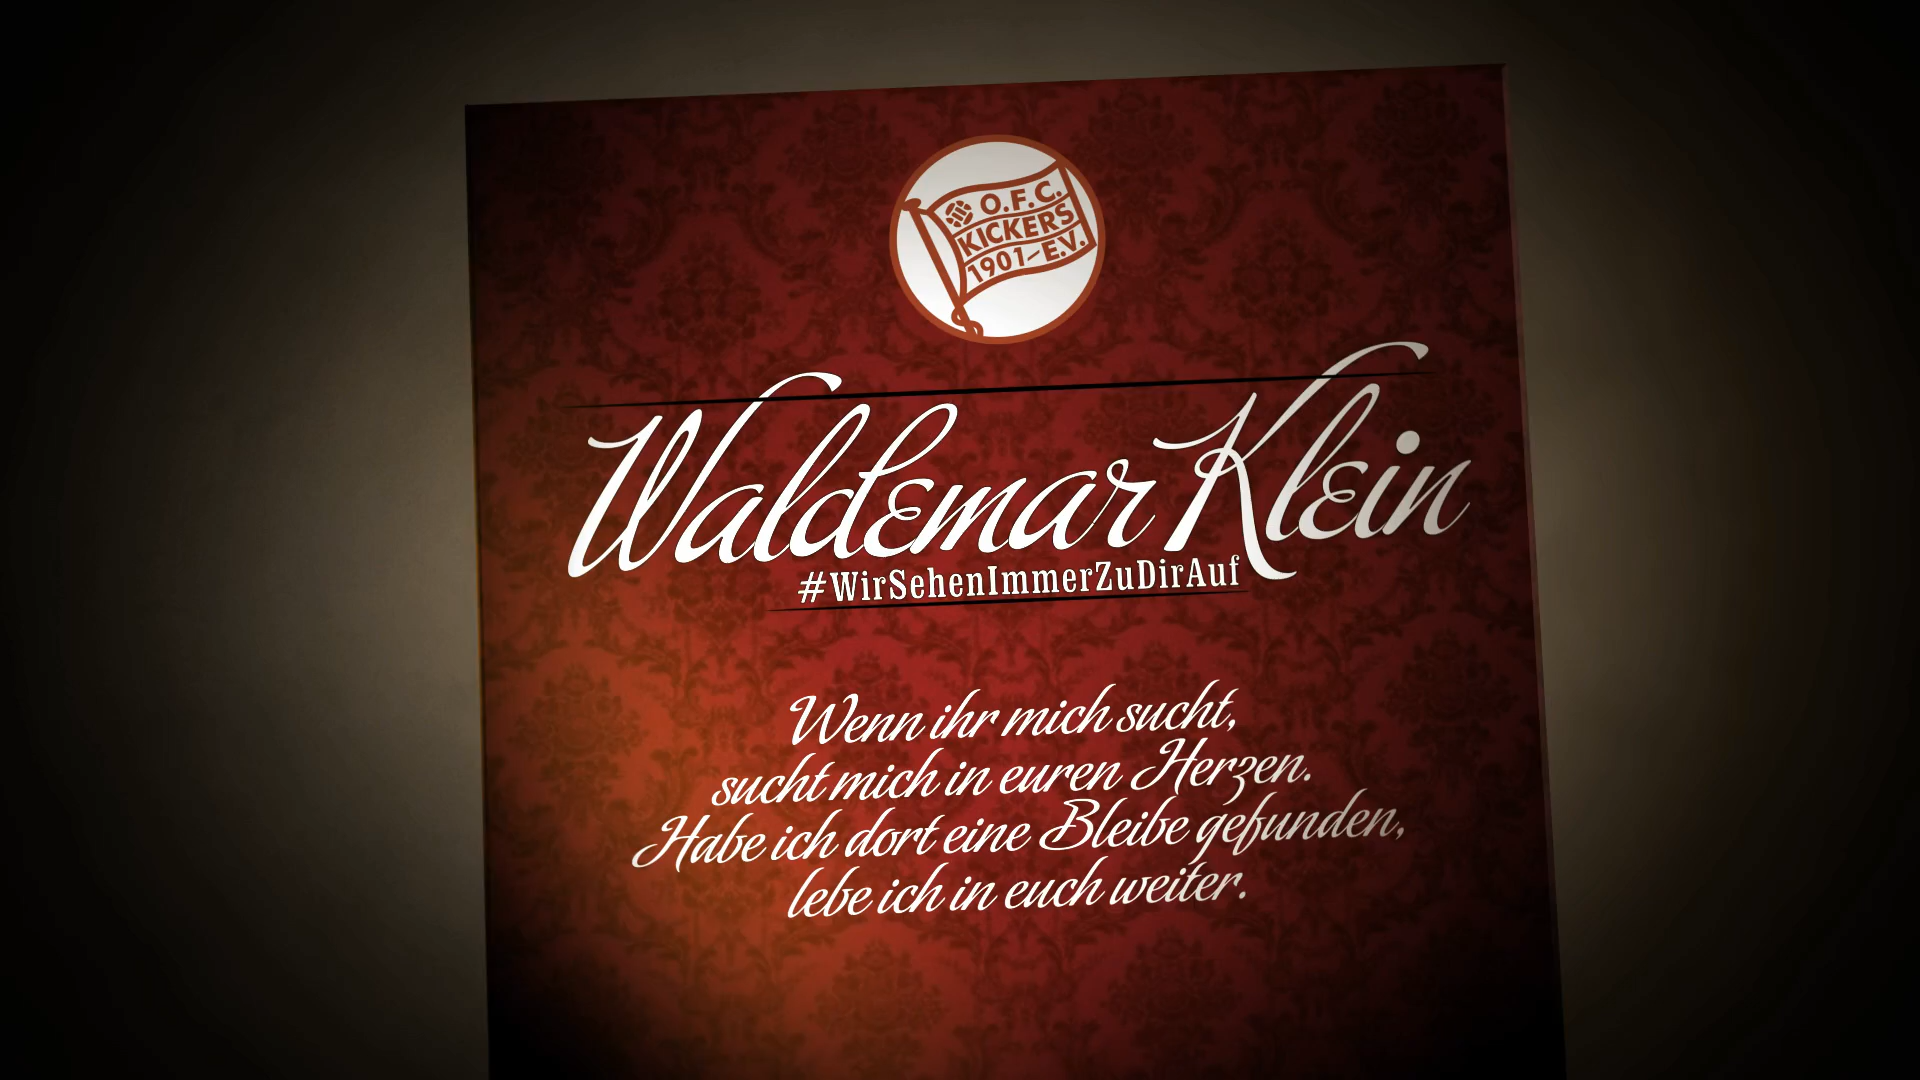 O.F.C.
KICKERS
1901-E.V.
Waldemar Klein
#WirSehenImmerZuDirAuf
Wenn ihr mich sucht,
sucht mich in euren Herzen.
Habe ich dort eine Bleibe gefunden,
lebe ich in euch weiter.